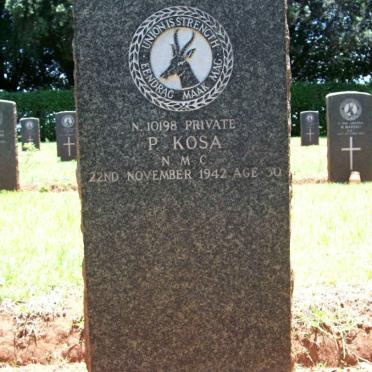 UNION IS STRENGTH
EENDRAG MAAK MAG
N. 10198 PRIVATE
P. KOSA
N M C
22ND NOVEMBER 1942 AGE 30